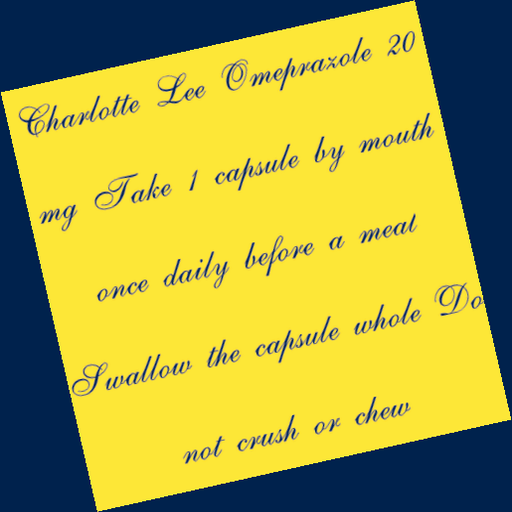 Charlotte Lee Omeprazole 20
mg Take 1 capsule by mouth
once daily before a meal
Swallow the capsule whole Do
not crush or chew